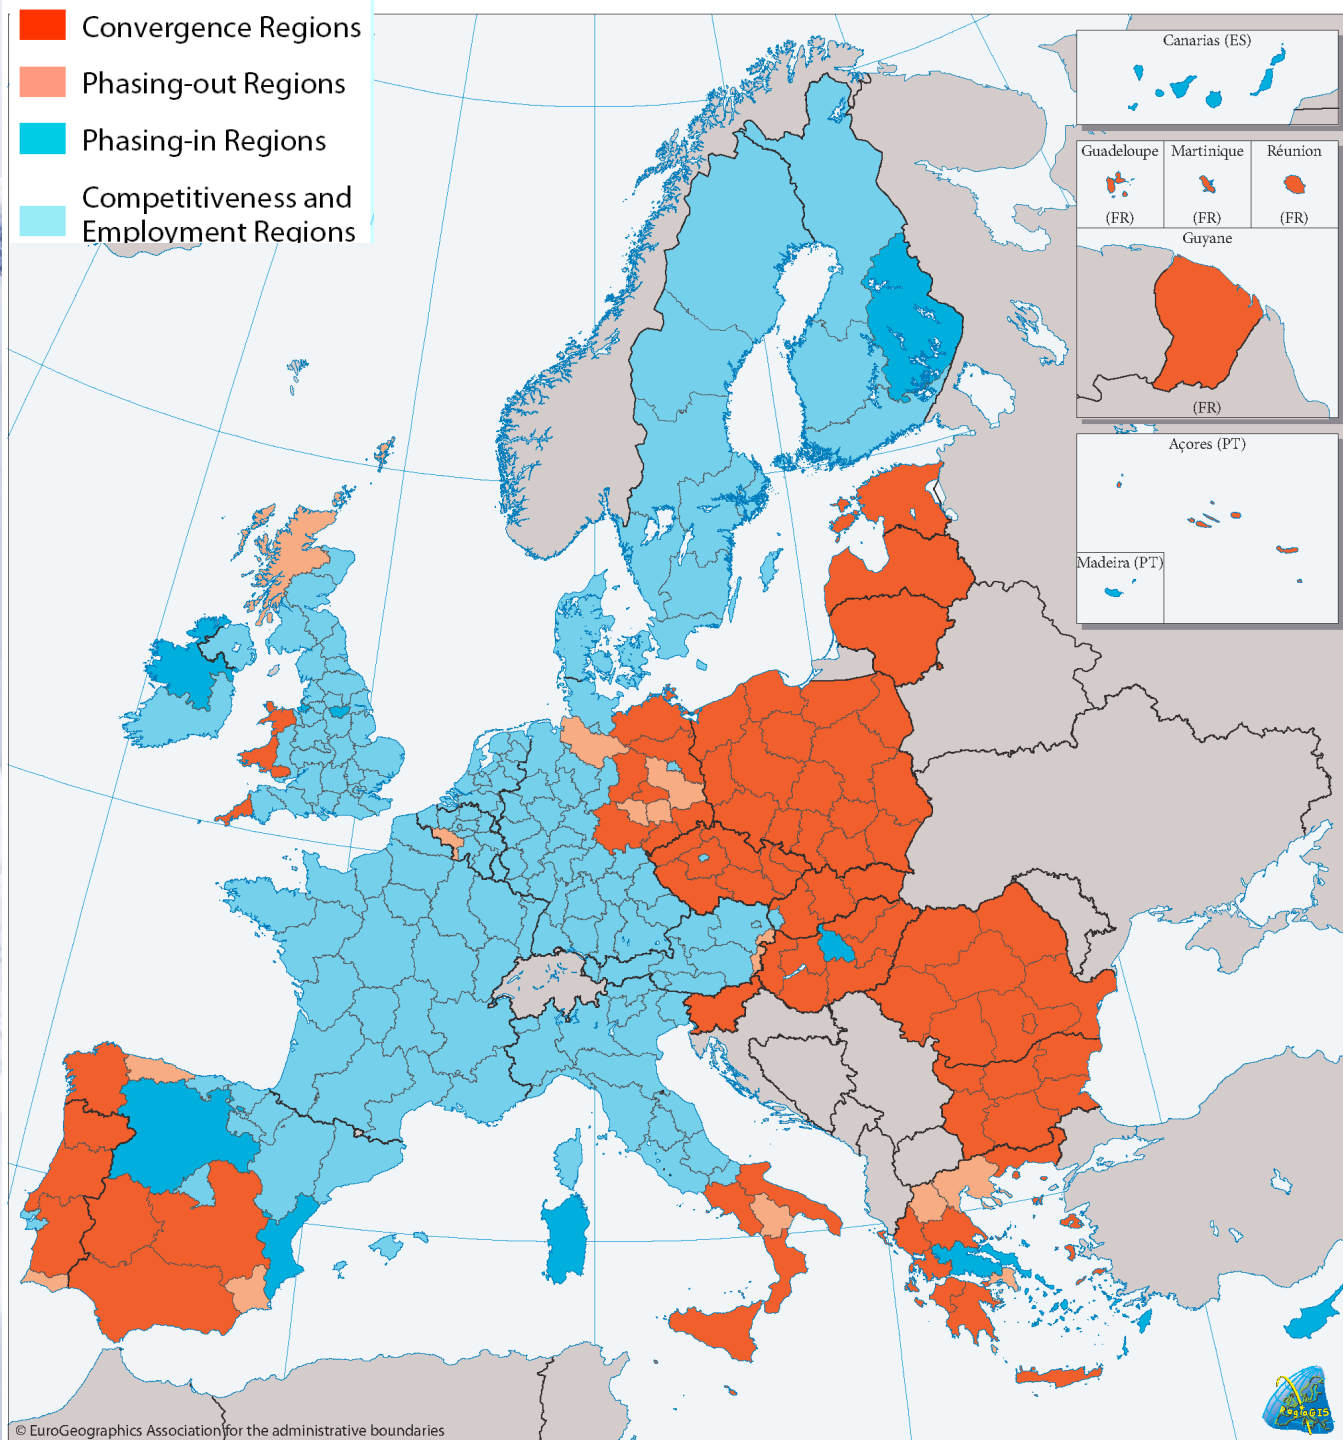 Convergence Regions
Phasing-out Regions
Phasing-in Regions
Competitiveness and
Employment Regions
Canarias (ES)
Guadeloupe
(FR)
Martinique
(FR)
Réunion
(FR)
Guyane
(FR)
Açores (PT)
Madeira (PT)
RegioGIS
© EuroGeographics Association for the administrative boundaries